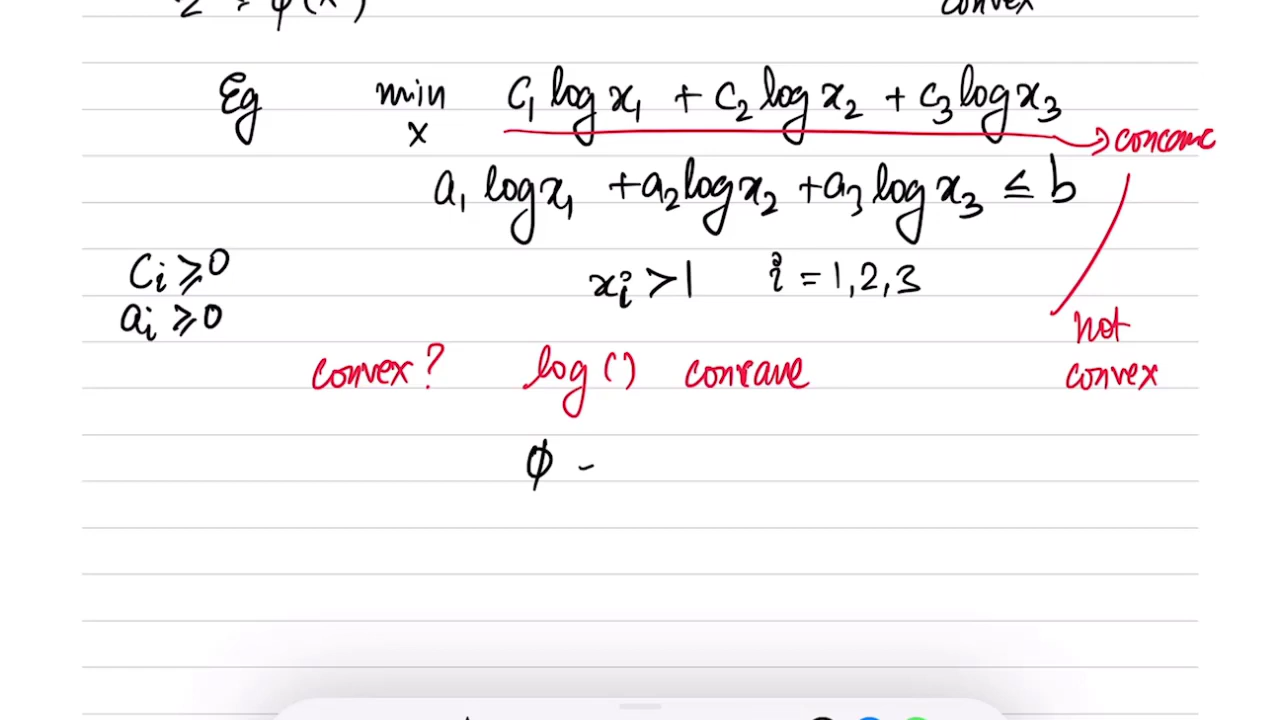 convex
Eg min c₁ log x₁ + c₂ log x₂ + c₃ log x₃
x
→ concave
a₁ log x₁ + a₂ log x₂ + a₃ log x₃ ≤ b
cᵢ ⩾ 0
xᵢ > 1 i = 1,2,3
aᵢ ⩾ 0
not
convex? log () concave convex
ϕ -